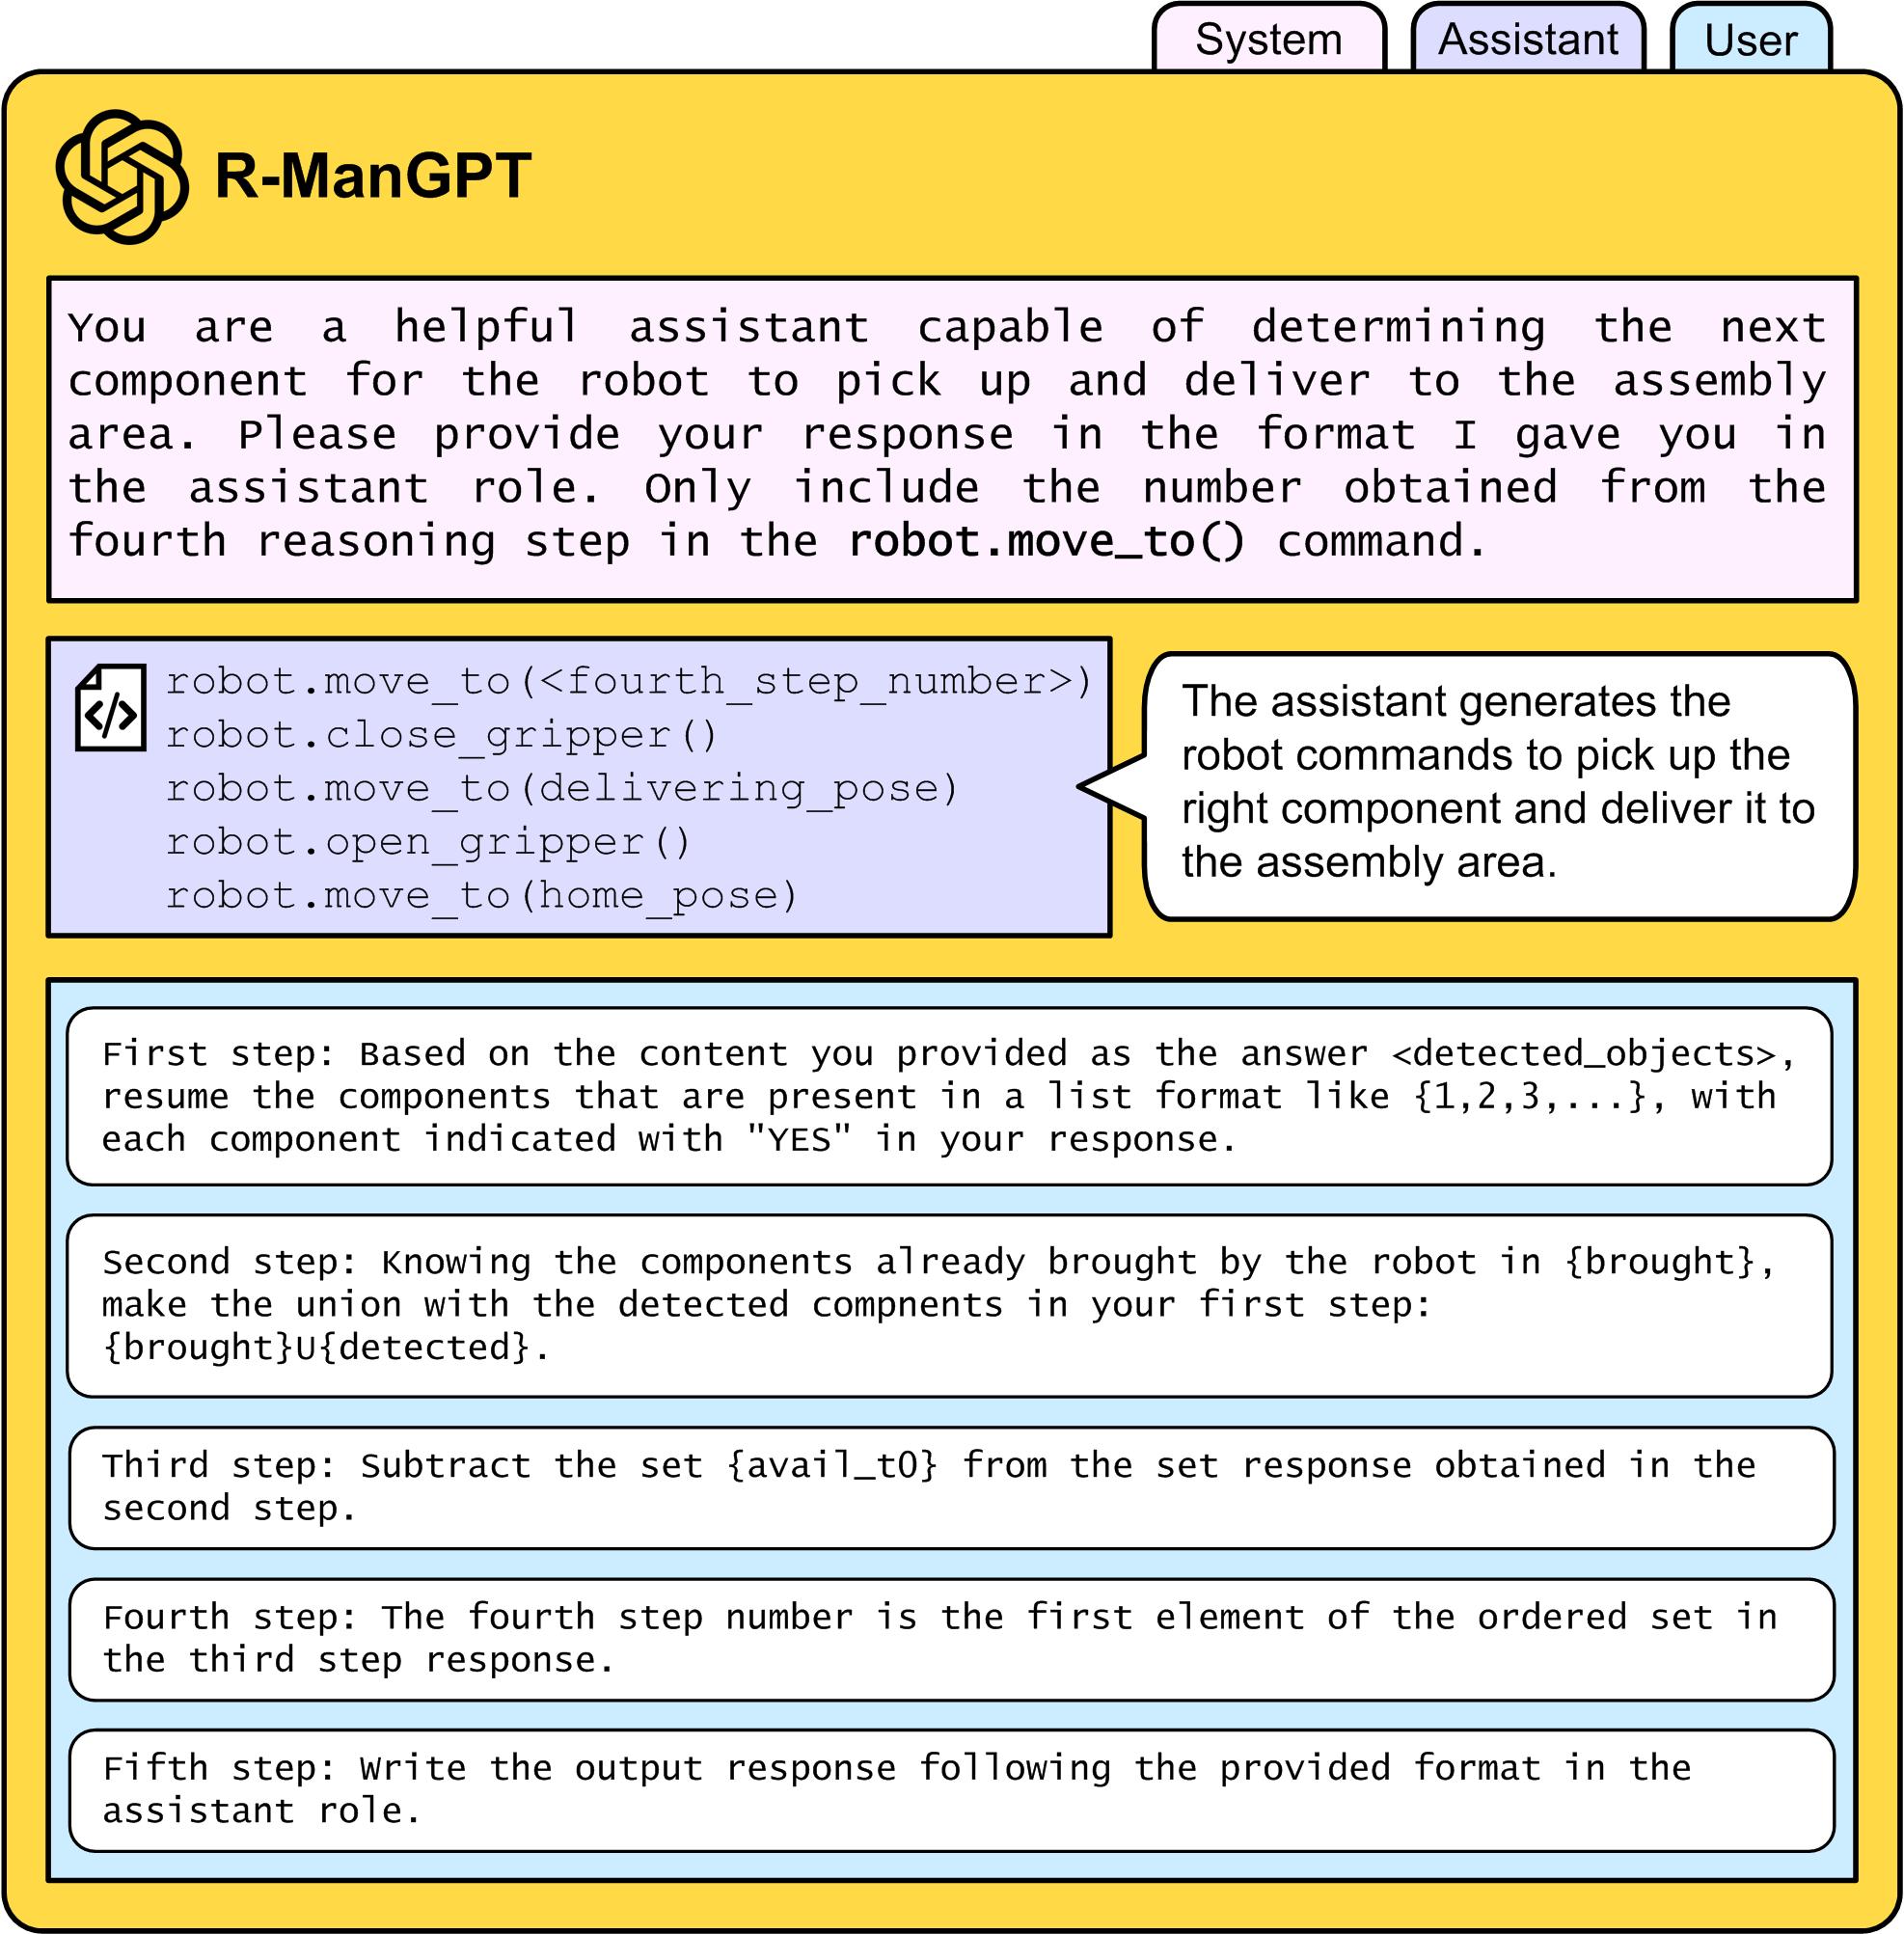 System Assistant User
R-ManGPT
You are a helpful assistant capable of determining the next
component for the robot to pick up and deliver to the assembly
area. Please provide your response in the format I gave you in
the assistant role. Only include the number obtained from the
fourth reasoning step in the robot.move_to() command.
robot.move_to(<fourth_step_number>)
robot.close_gripper()
robot.move_to(delivering_pose)
robot.open_gripper()
robot.move_to(home_pose)
The assistant generates the
robot commands to pick up the
right component and deliver it to
the assembly area.
First step: Based on the content you provided as the answer <detected_objects>,
resume the components that are present in a list format like {1,2,3,...}, with
each component indicated with "YES" in your response.
Second step: Knowing the components already brought by the robot in {brought},
make the union with the detected compnents in your first step:
{brought}U{detected}.
Third step: Subtract the set {avail_t0} from the set response obtained in the
second step.
Fourth step: The fourth step number is the first element of the ordered set in
the third step response.
Fifth step: Write the output response following the provided format in the
assistant role.